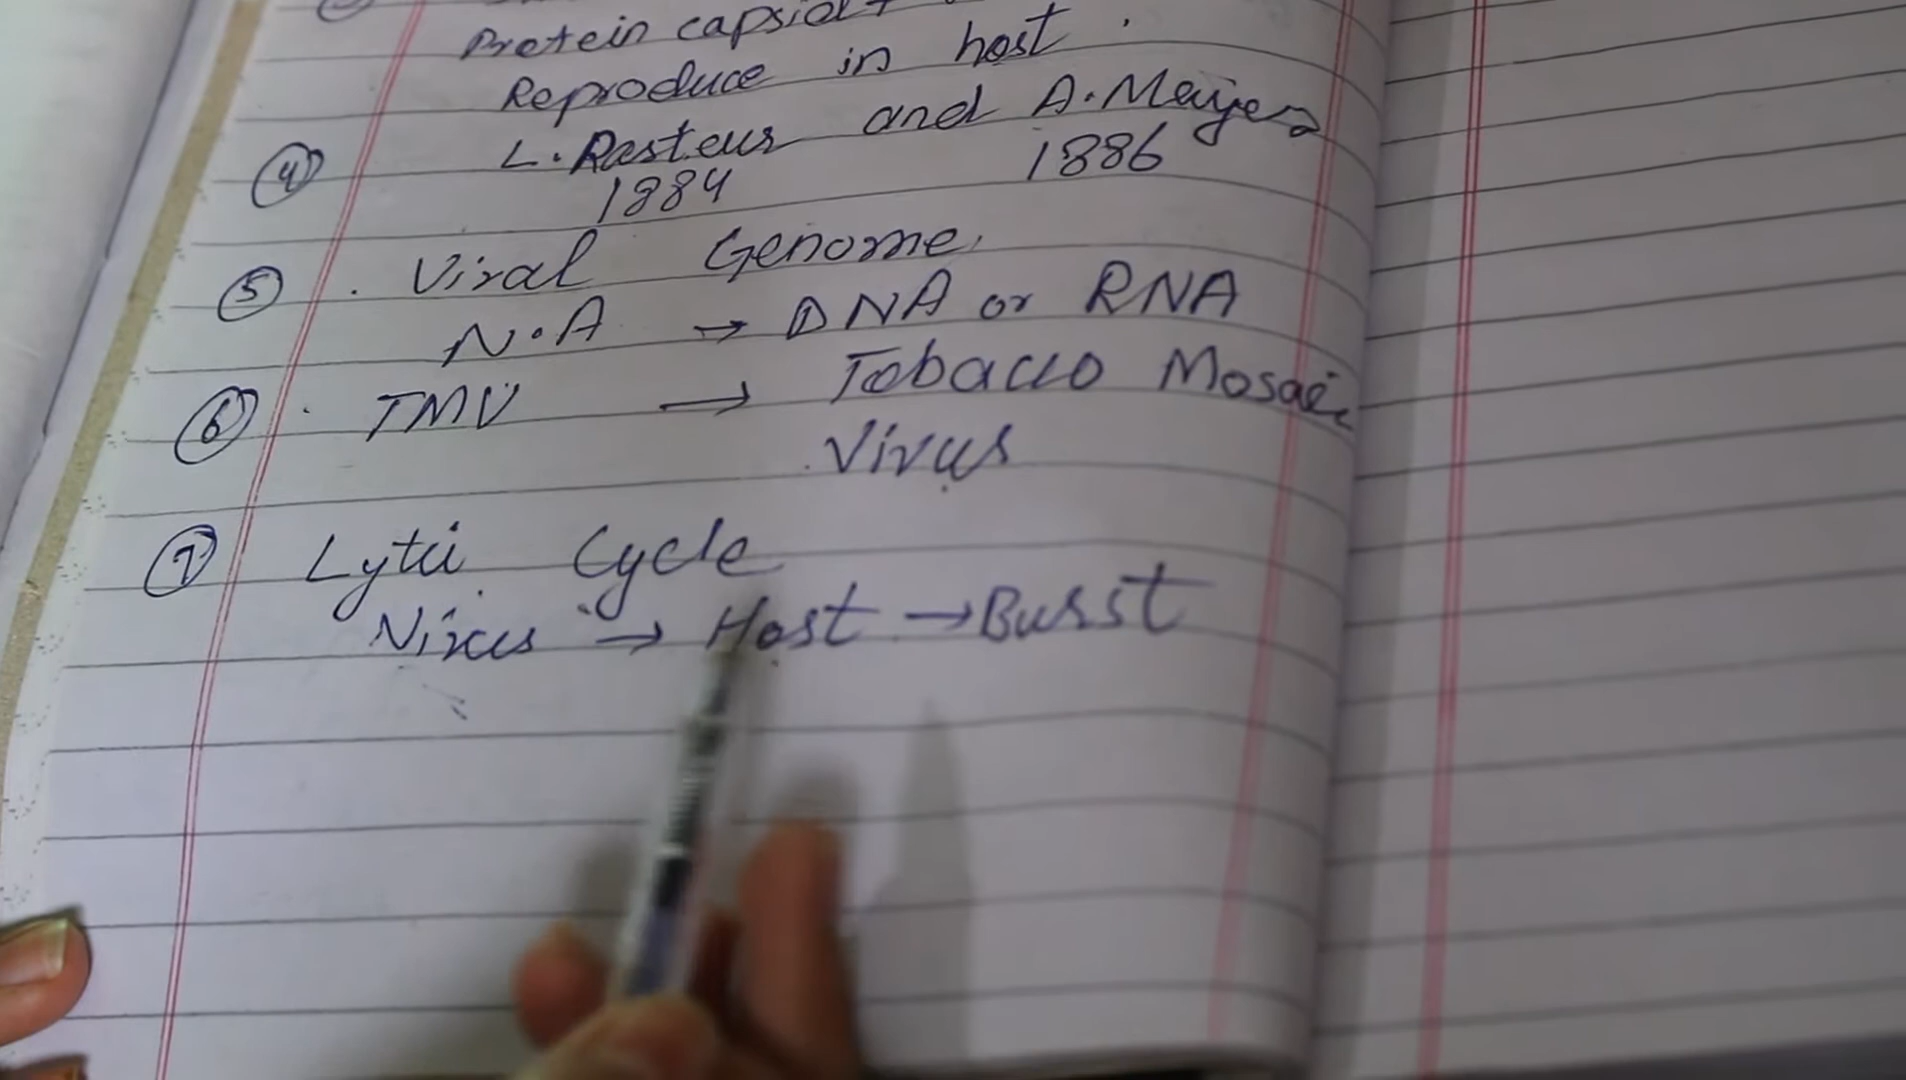 Protein capsid +
Reproduce in host.
④ L. Pasteur and A. Meyer
1884 1886
⑤ . Viral Genome
N.A → DNA or RNA
⑥ . TMV → Tobacco Mosaic
Virus
⑦ Lytic Cycle
Virus → Host → Burst